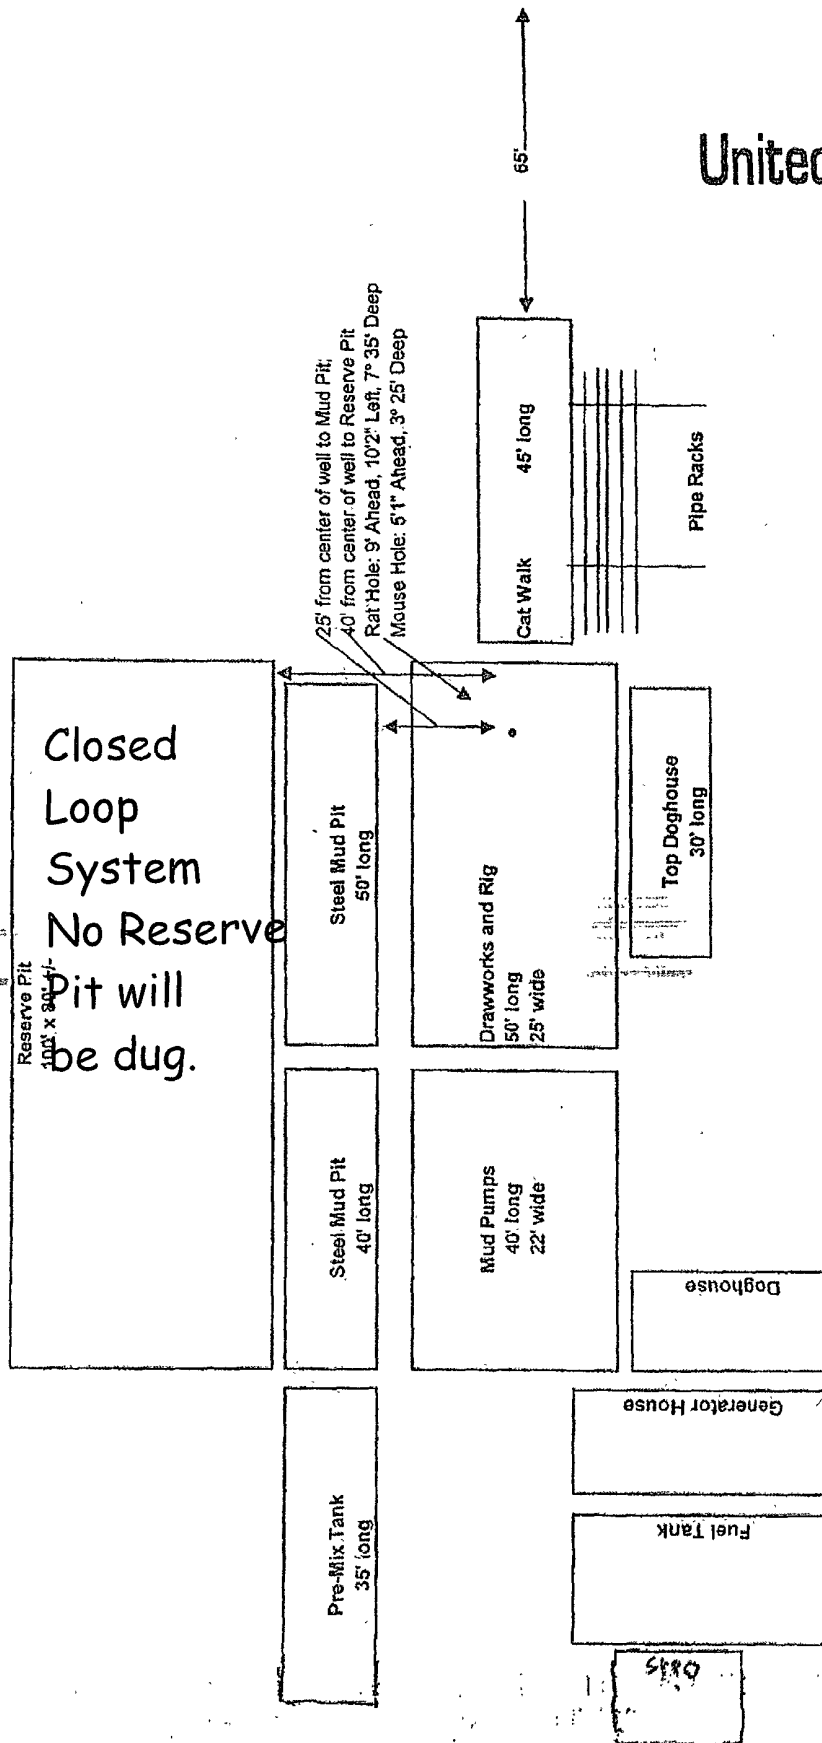 United
65'
25' from center of well to Mud Pit;
40' from center of well to Reserve Pit
Rat Hole: 9' Ahead, 10'2" Left, 7° 35' Deep
Mouse Hole: 5'1" Ahead, 3° 25' Deep
Cat Walk 45' long
Pipe Racks
Closed
Loop
System
No Reserve
Pit will
be dug.
Reserve Pit
100' x 80' +/-
Steel Mud Pit
50' long
Drawworks and Rig
50' long
25' wide
Top Doghouse
30' long
Steel Mud Pit
40' long
Mud Pumps
40' long
22' wide
Doghouse
Generator House
Fuel Tank
Pre-Mix Tank
35' long